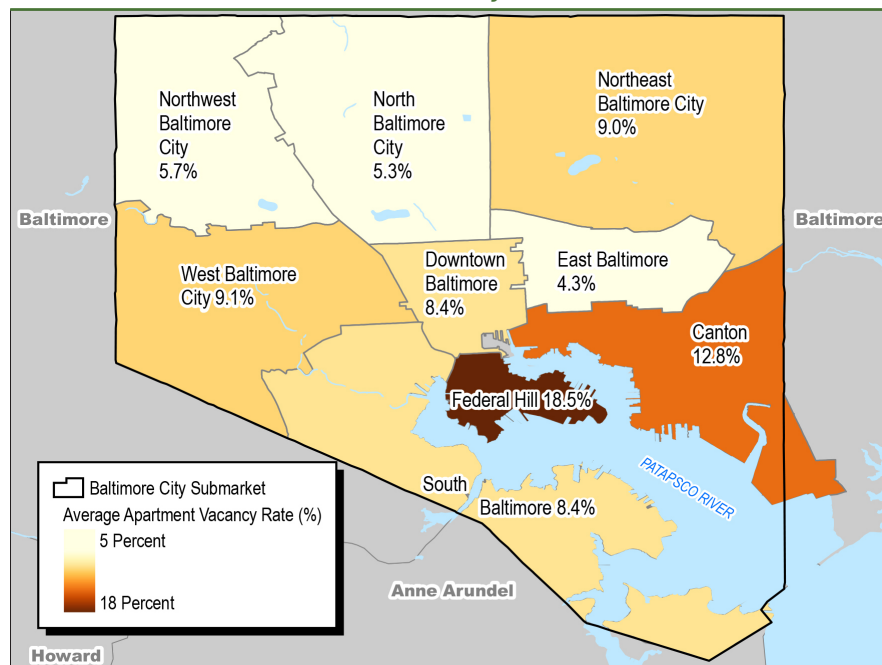 Northwest
Baltimore
City
5.7%
North
Baltimore
City
5.3%
Northeast
Baltimore City
9.0%
Baltimore
Baltimore
West Baltimore
City 9.1%
Downtown
Baltimore
8.4%
East Baltimore
4.3%
Canton
12.8%
Federal Hill 18.5%
South
Baltimore 8.4%
PATAPSCO RIVER
Baltimore City Submarket
Average Apartment Vacancy Rate (%)
5 Percent
18 Percent
Anne Arundel
Howard